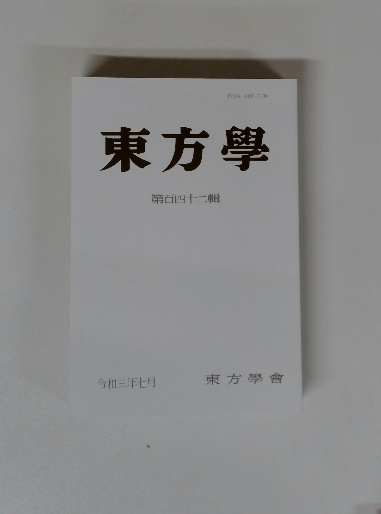 東方學
第百四十二輯
令和三年七月
東方學會